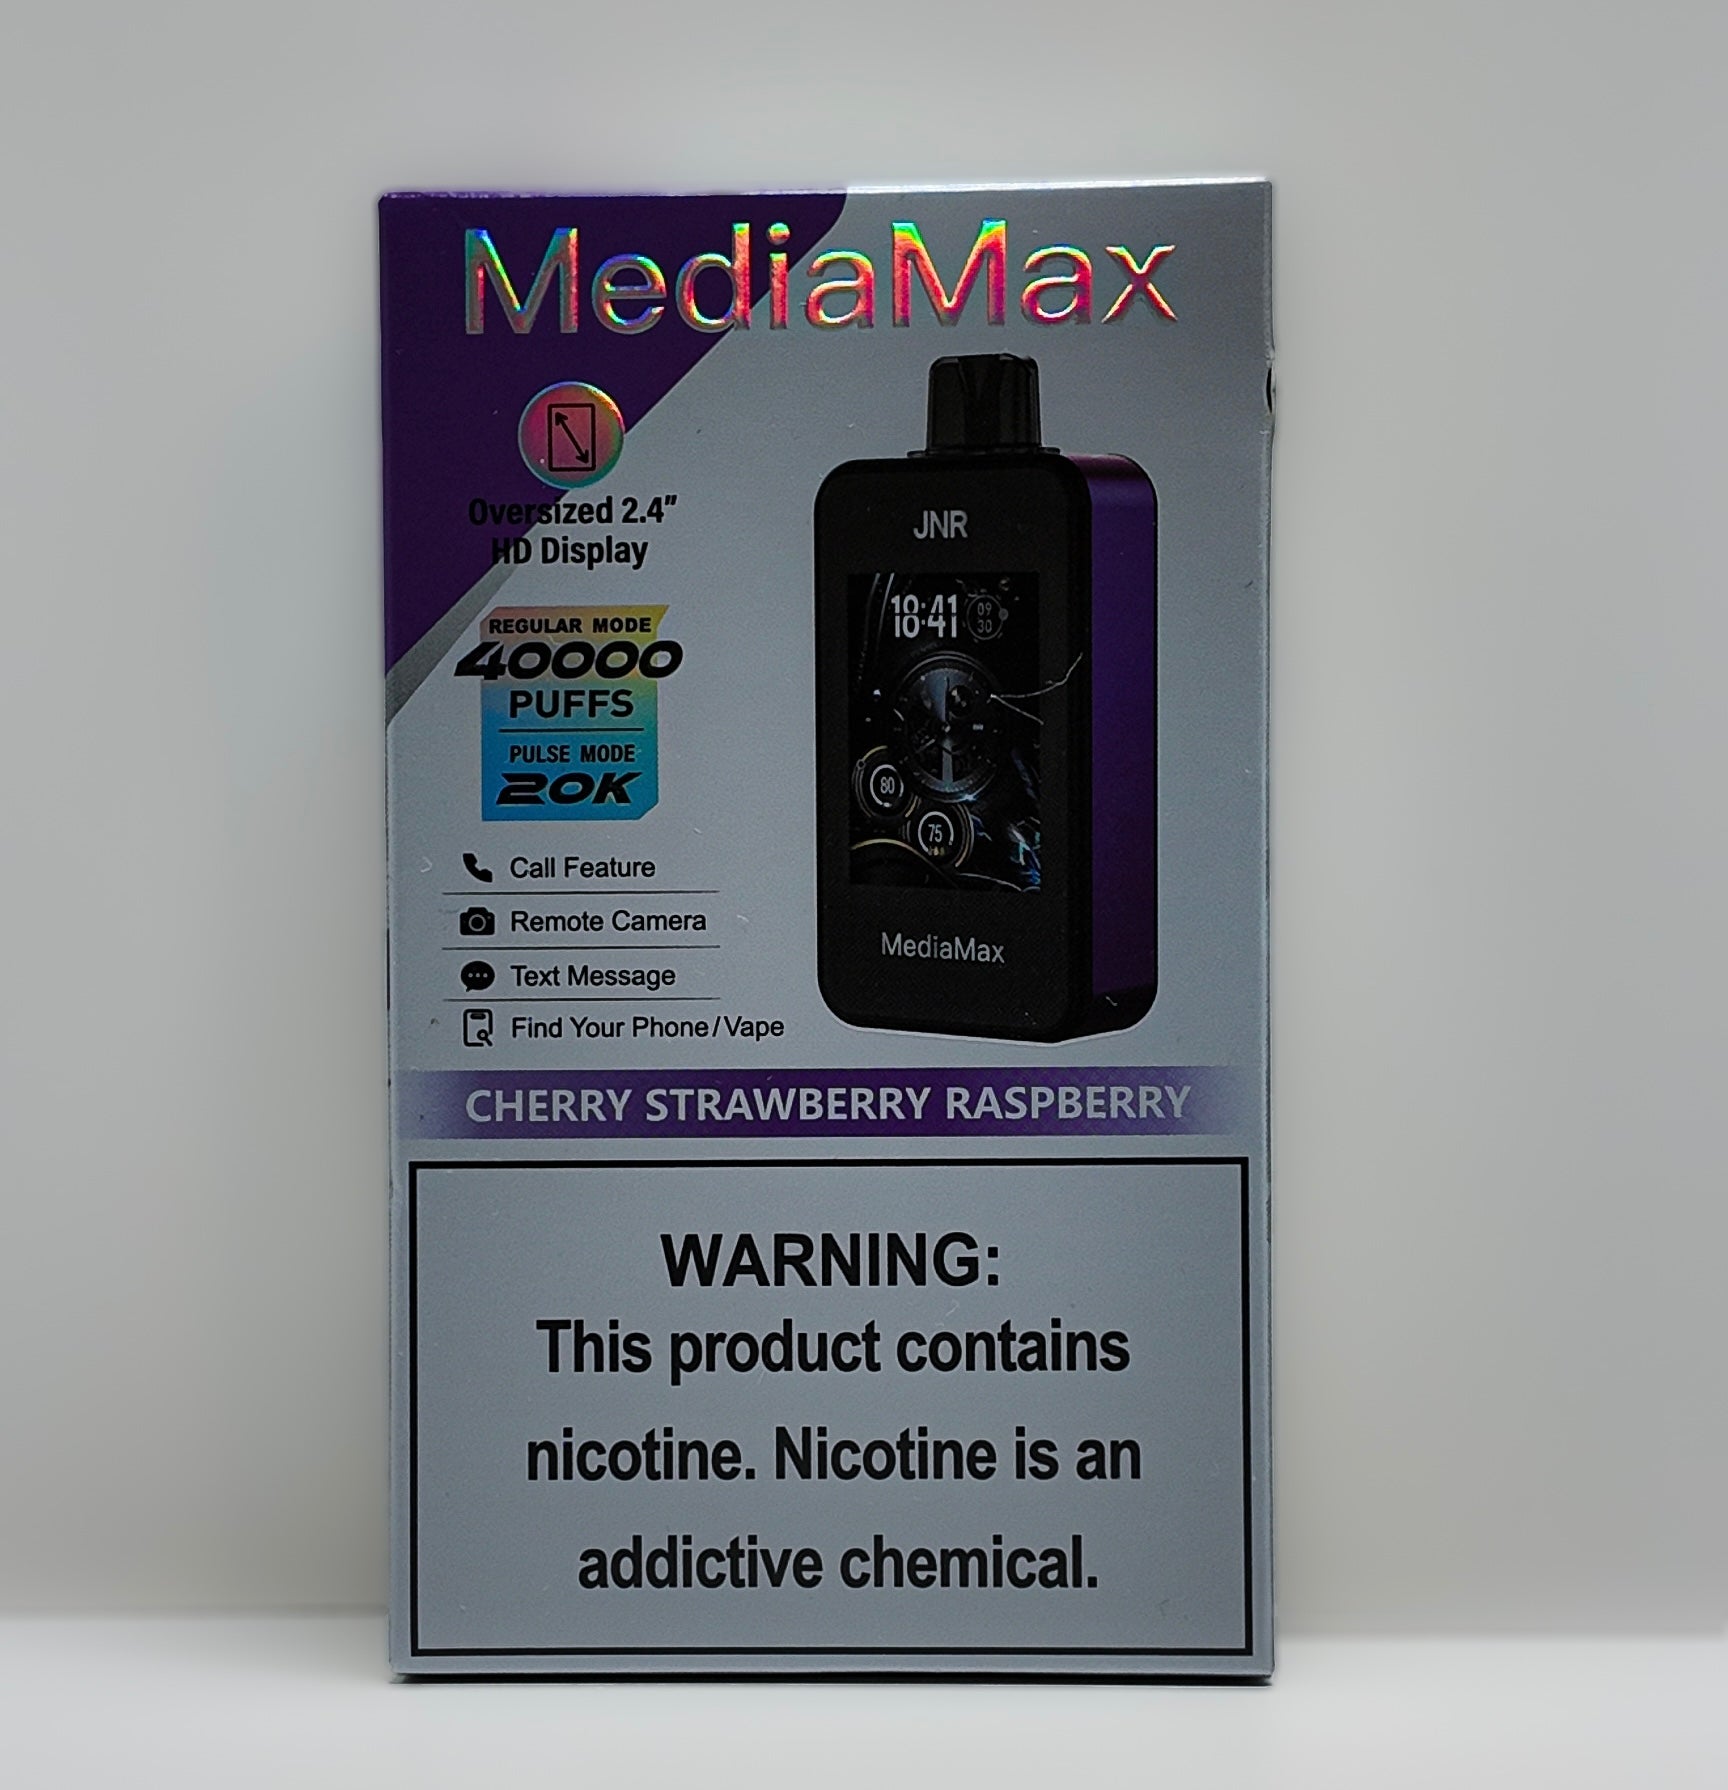 MediaMax
Oversized 2.4"
HD Display
REGULAR MODE
40000
PUFFS
PULSE MODE
20K
Call Feature
Remote Camera
Text Message
Find Your Phone/Vape
JNR
18:41
09
30
80
75
MediaMax
CHERRY STRAWBERRY RASPBERRY
WARNING:
This product contains
nicotine. Nicotine is an
addictive chemical.